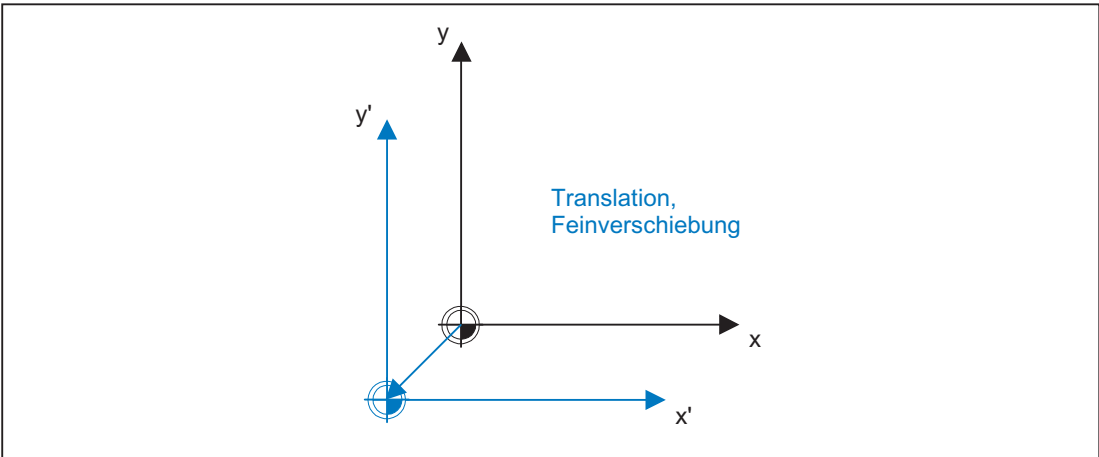 y
y'
Translation,
Feinverschiebung
x
x'